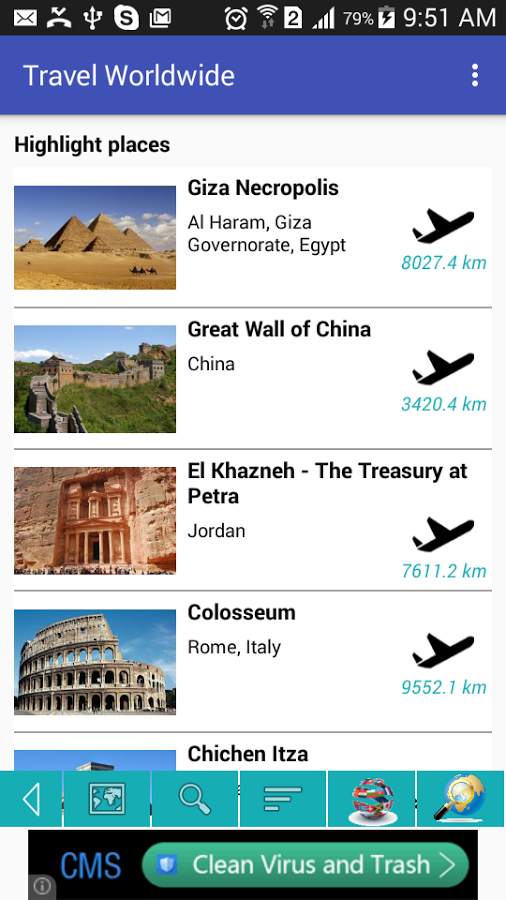 2 79% 9:51 AM
Travel Worldwide
Highlight places
Giza Necropolis
Al Haram, Giza
Governorate, Egypt
8027.4 km
Great Wall of China
China
3420.4 km
El Khazneh - The Treasury at
Petra
Jordan
7611.2 km
Colosseum
Rome, Italy
9552.1 km
Chichen Itza
CMS
Clean Virus and Trash